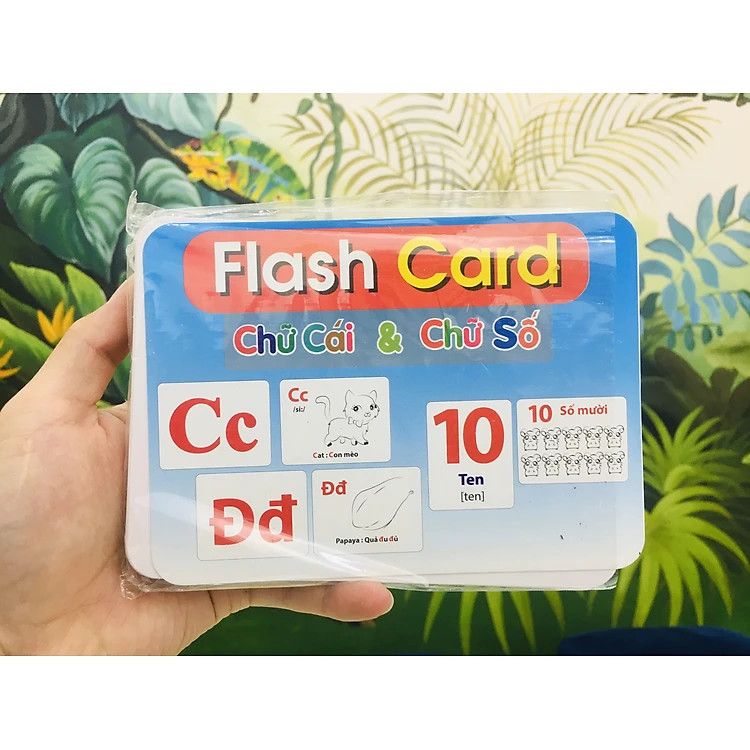 Flash Card
Chữ Cái & Chữ Số
Cc
Cc
/si:/
Cat : Con mèo
10
Ten
[ten]
10 Số mười
Đđ
Đđ
Papaya : Quả đu đủ